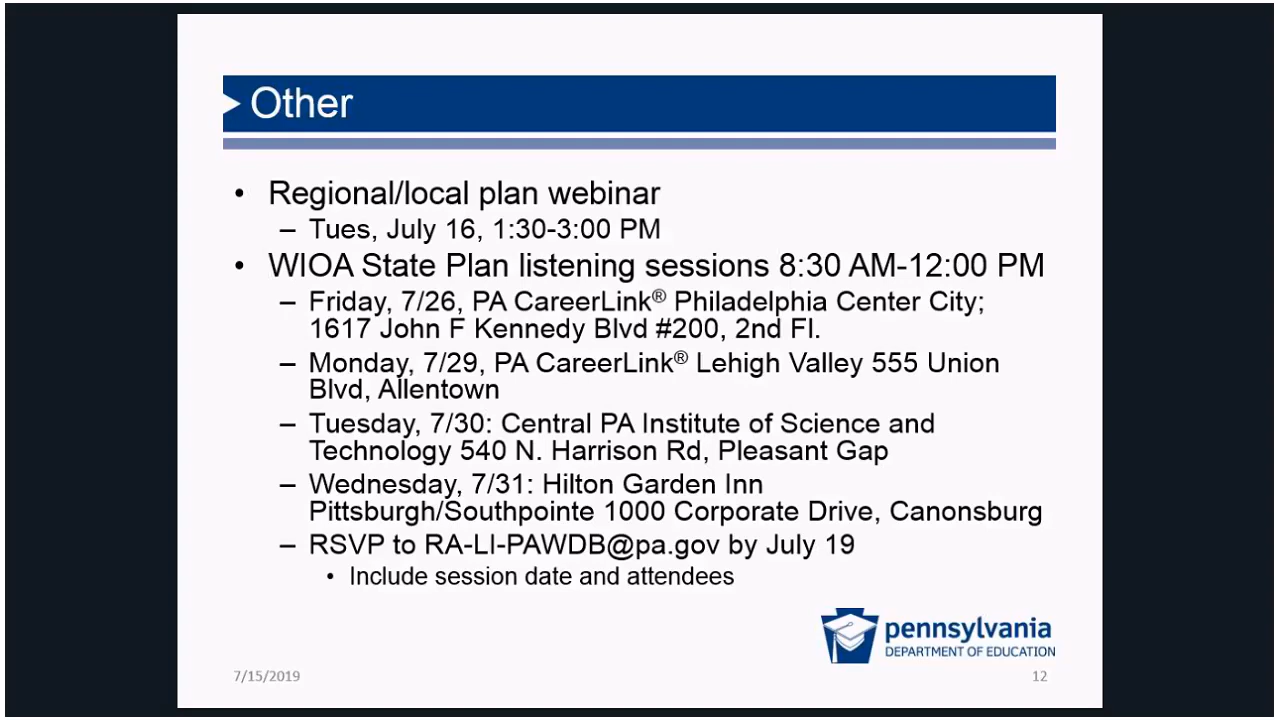 Other
• Regional/local plan webinar
– Tues, July 16, 1:30-3:00 PM
• WIOA State Plan listening sessions 8:30 AM-12:00 PM
– Friday, 7/26, PA CareerLink® Philadelphia Center City;
1617 John F Kennedy Blvd #200, 2nd Fl.
– Monday, 7/29, PA CareerLink® Lehigh Valley 555 Union
Blvd, Allentown
– Tuesday, 7/30: Central PA Institute of Science and
Technology 540 N. Harrison Rd, Pleasant Gap
– Wednesday, 7/31: Hilton Garden Inn
Pittsburgh/Southpointe 1000 Corporate Drive, Canonsburg
– RSVP to RA-LI-PAWDB@pa.gov by July 19
• Include session date and attendees
pennsylvania
DEPARTMENT OF EDUCATION
7/15/2019
12